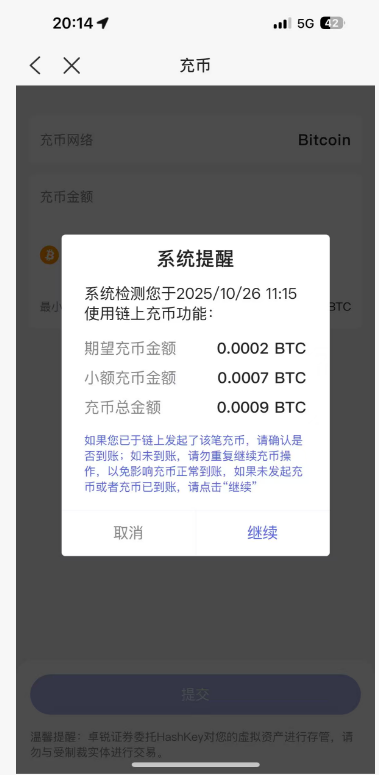 20:14
5G 42
充币
充币网络 Bitcoin
充币金额
最小
BTC
系统提醒
系统检测您于2025/10/26 11:15
使用链上充币功能：
期望充币金额 0.0002 BTC
小额充币金额 0.0007 BTC
充币总金额 0.0009 BTC
如果您已于链上发起了该笔充币，请确认是
否到账；如未到账，请勿重复继续充币操
作，以免影响充币正常到账，如果未发起充
币或者充币已到账，请点击“继续”
取消 继续
提交
温馨提醒：卓锐证券委托HashKey对您的虚拟资产进行存管，请
勿与受制裁实体进行交易。